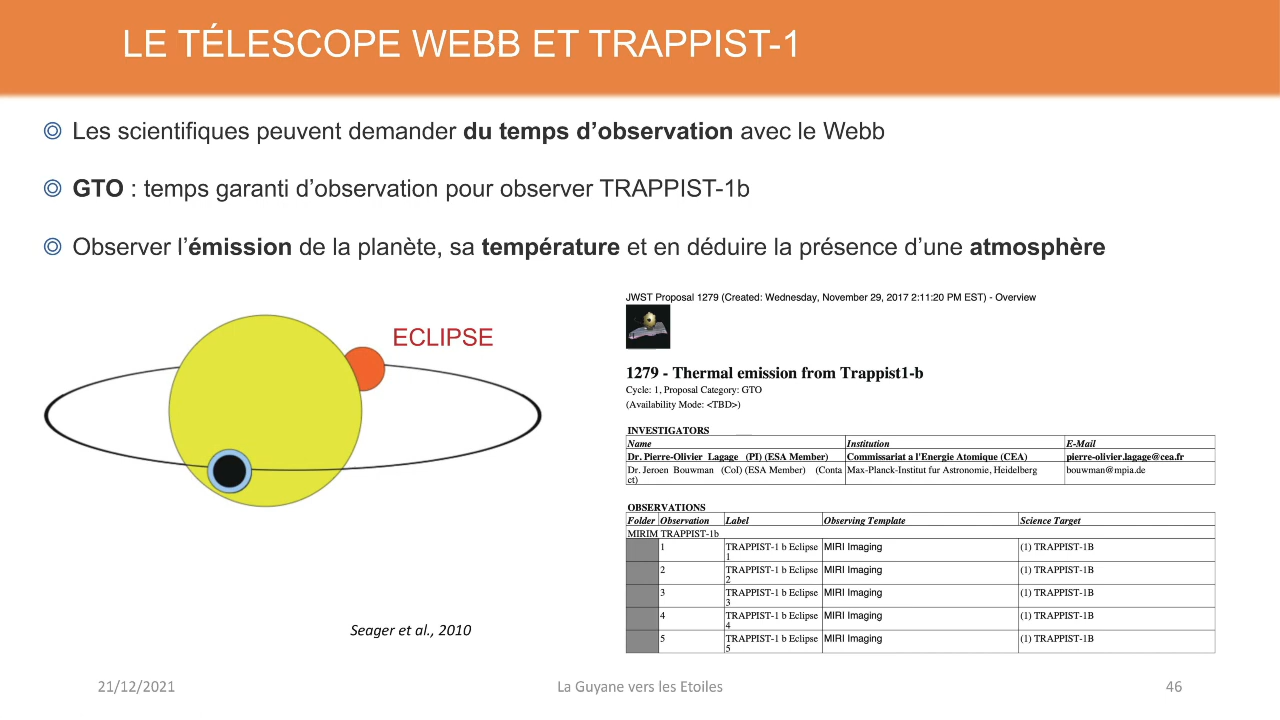 LE TÉLESCOPE WEBB ET TRAPPIST-1
Les scientifiques peuvent demander du temps d’observation avec le Webb
GTO : temps garanti d’observation pour observer TRAPPIST-1b
Observer l’émission de la planète, sa température et en déduire la présence d’une atmosphère
ECLIPSE
Seager et al., 2010
JWST Proposal 1279 (Created: Wednesday, November 29, 2017 2:11:20 PM EST) - Overview
1279 - Thermal emission from Trappist1-b
Cycle: 1, Proposal Category: GTO
(Availability Mode: <TBD>)
INVESTIGATORS
Name Institution E-Mail
Dr. Pierre-Olivier Lagage (PI) (ESA Member) Commissariat a l'Energie Atomique (CEA) pierre-olivier.lagage@cea.fr
Dr. Jeroen Bouwman (CoI) (ESA Member) (Conta Max-Planck-Institut fur Astronomie, Heidelberg bouwman@mpia.de
ct)
OBSERVATIONS
Folder Observation Label Observing Template Science Target
MIRIM TRAPPIST-1b
1 TRAPPIST-1 b Eclipse MIRI Imaging (1) TRAPPIST-1B
1
2 TRAPPIST-1 b Eclipse MIRI Imaging (1) TRAPPIST-1B
2
3 TRAPPIST-1 b Eclipse MIRI Imaging (1) TRAPPIST-1B
3
4 TRAPPIST-1 b Eclipse MIRI Imaging (1) TRAPPIST-1B
4
5 TRAPPIST-1 b Eclipse MIRI Imaging (1) TRAPPIST-1B
5
21/12/2021 La Guyane vers les Etoiles 46